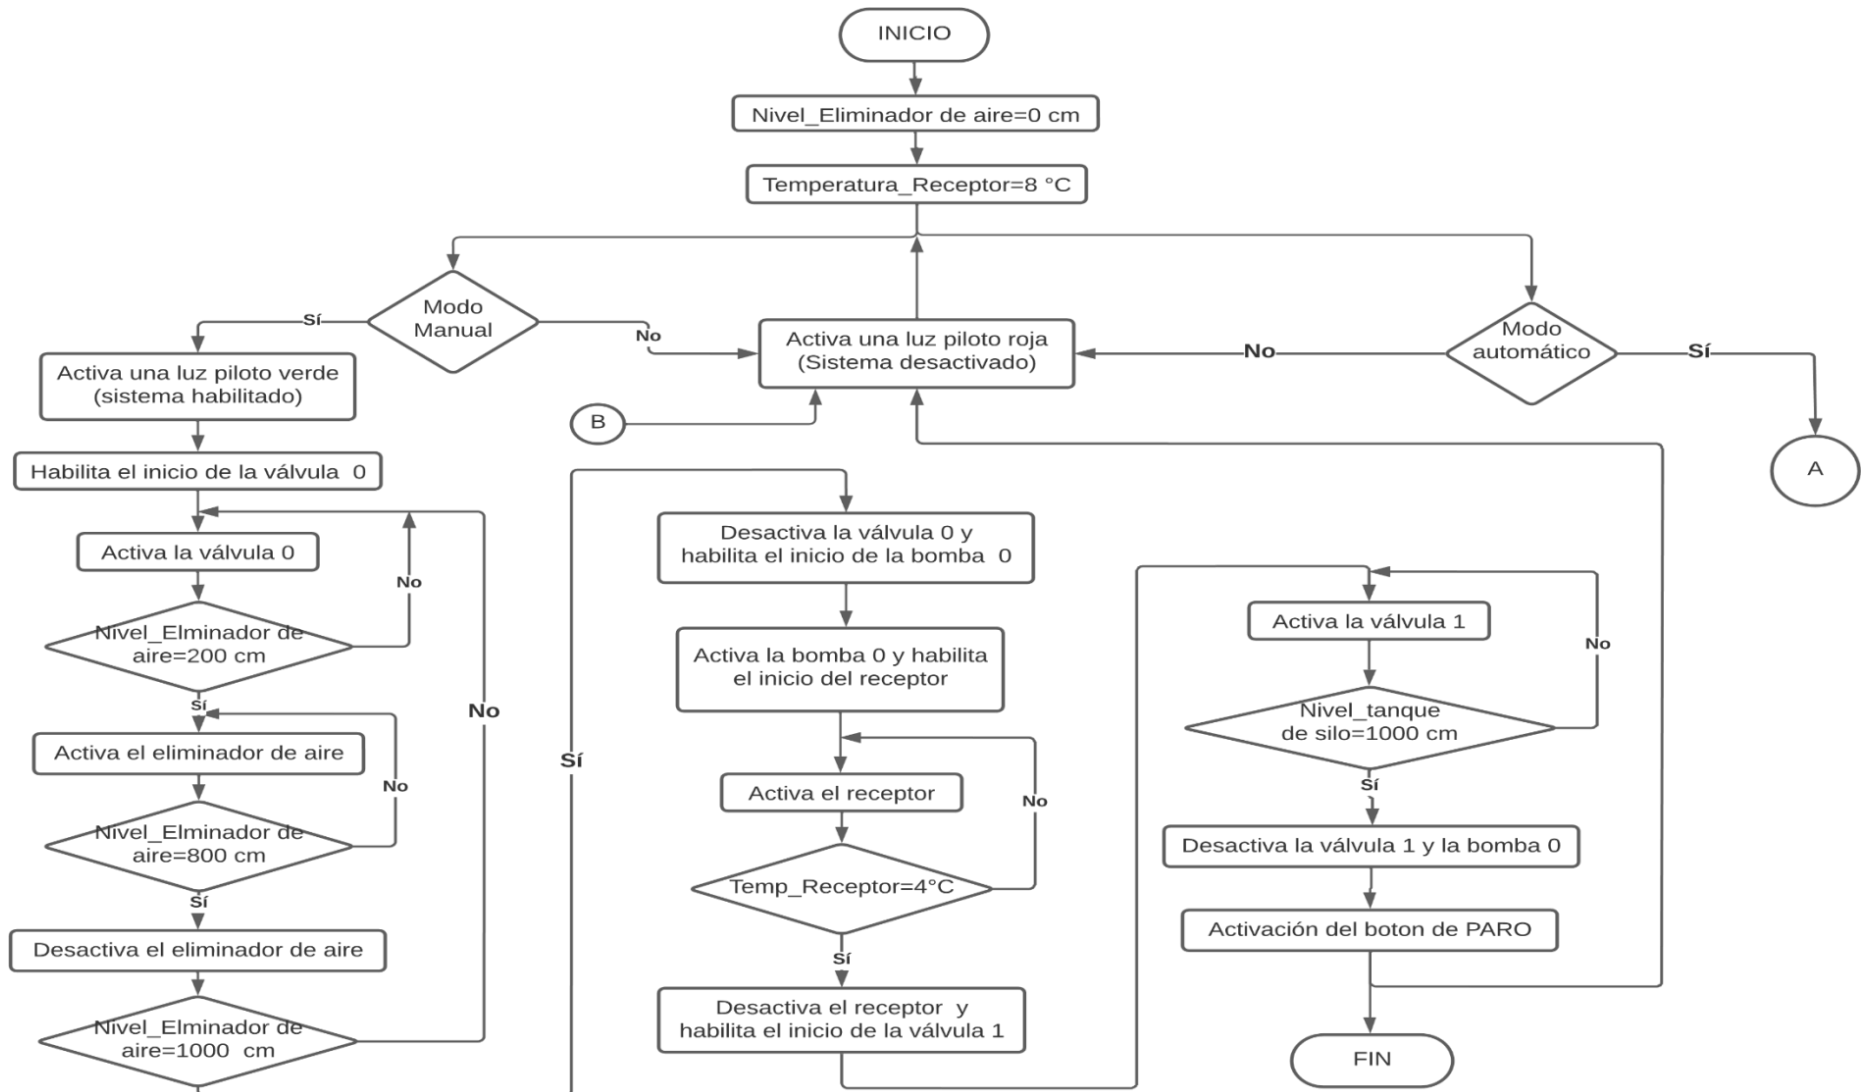 INICIO
Nivel_Eliminador de aire=0 cm
Temperatura_Receptor=8 °C
Modo
Manual
Sí
No
Activa una luz piloto roja
(Sistema desactivado)
No
Modo
automático
Sí
A
B
Activa una luz piloto verde
(sistema habilitado)
Habilita el inicio de la válvula 0
Activa la válvula 0
No
Nivel_Elminador de
aire=200 cm
Sí
Activa el eliminador de aire
No
Nivel_Elminador de
aire=800 cm
Sí
Desactiva el eliminador de aire
Nivel_Elminador de
aire=1000 cm
No
Sí
Desactiva la válvula 0 y
habilita el inicio de la bomba 0
Activa la bomba 0 y habilita
el inicio del receptor
Activa el receptor
No
Temp_Receptor=4°C
Sí
Desactiva el receptor y
habilita el inicio de la válvula 1
Activa la válvula 1
No
Nivel_tanque
de silo=1000 cm
Sí
Desactiva la válvula 1 y la bomba 0
Activación del boton de PARO
FIN